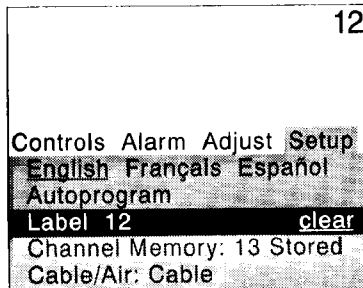 12
Controls Alarm Adjust Setup
English Français Español
Autoprogram
Label 12 clear
Channel Memory: 13 Stored
Cable/Air: Cable